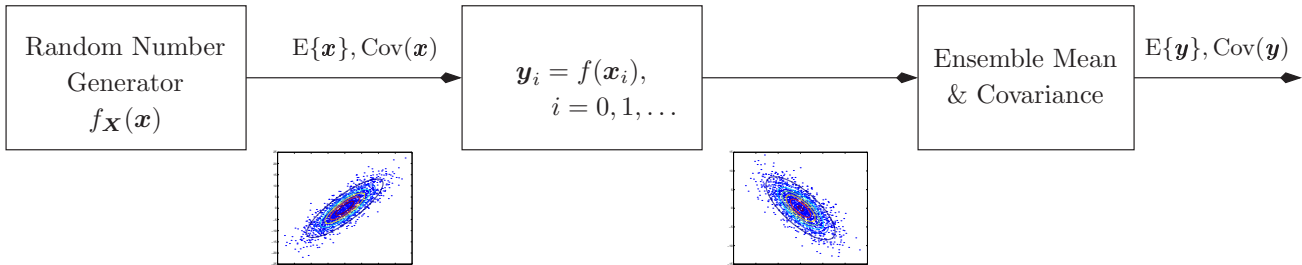 Random Number
Generator
f_X(x)
E{x}, Cov(x)
y_i = f(x_i),
i = 0, 1, . . .
Ensemble Mean
& Covariance
E{y}, Cov(y)